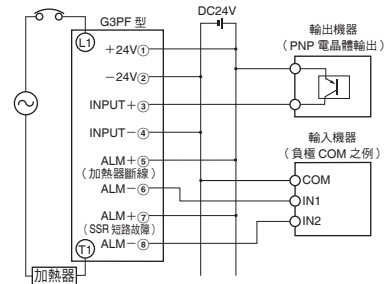 DC24V
G3PF 型
L1
+24V①
−24V②
INPUT+③
INPUT−④
ALM+⑤
(加熱器斷線)
ALM−⑥
ALM+⑦
(SSR 短路故障)
ALM−⑧
T1
加熱器
輸出機器
(PNP 電晶體輸出)
輸入機器
(負極 COM 之例)
COM
IN1
IN2